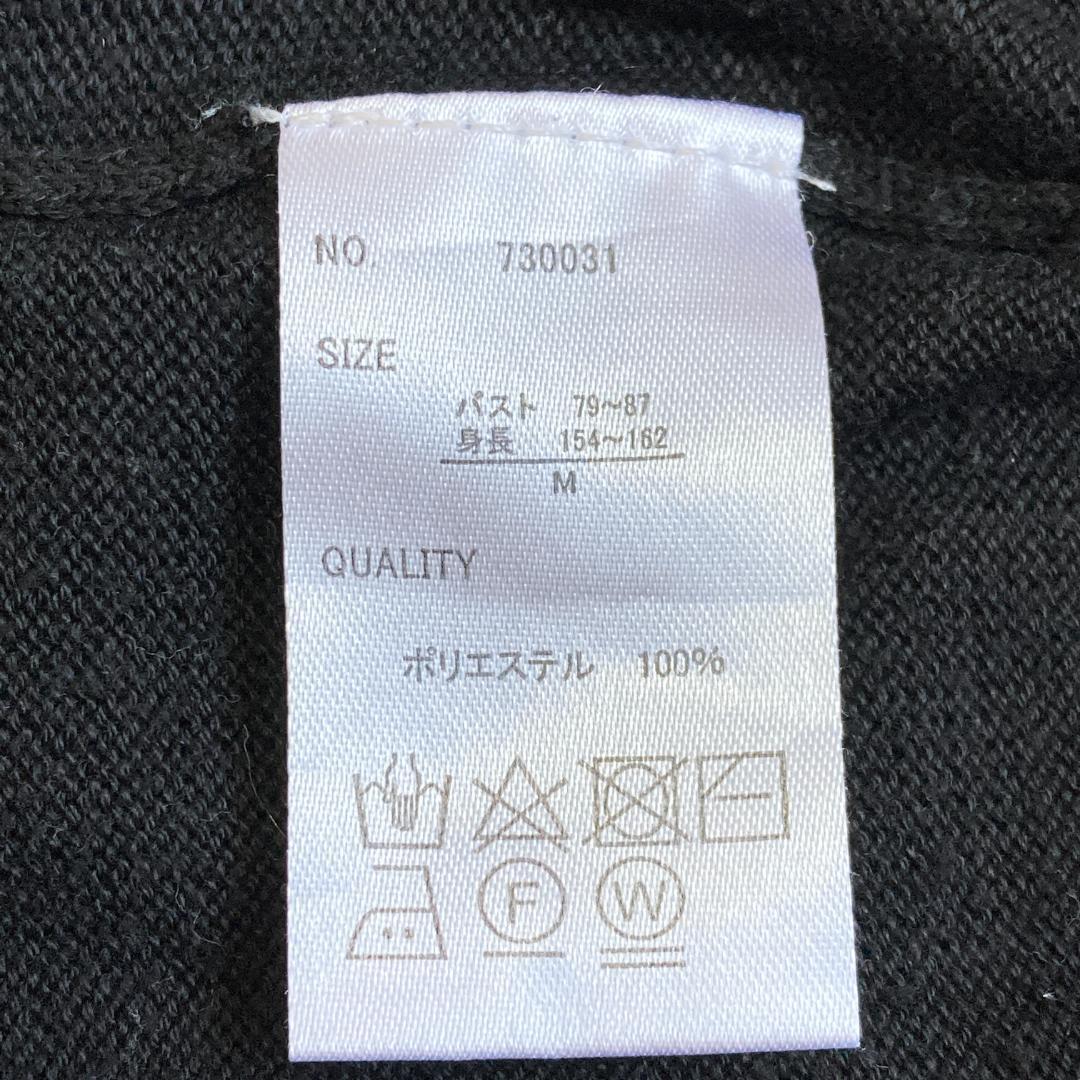 NO. 730031
SIZE
バスト 79~87
身長 154~162
M
QUALITY
ポリエステル 100%
F W